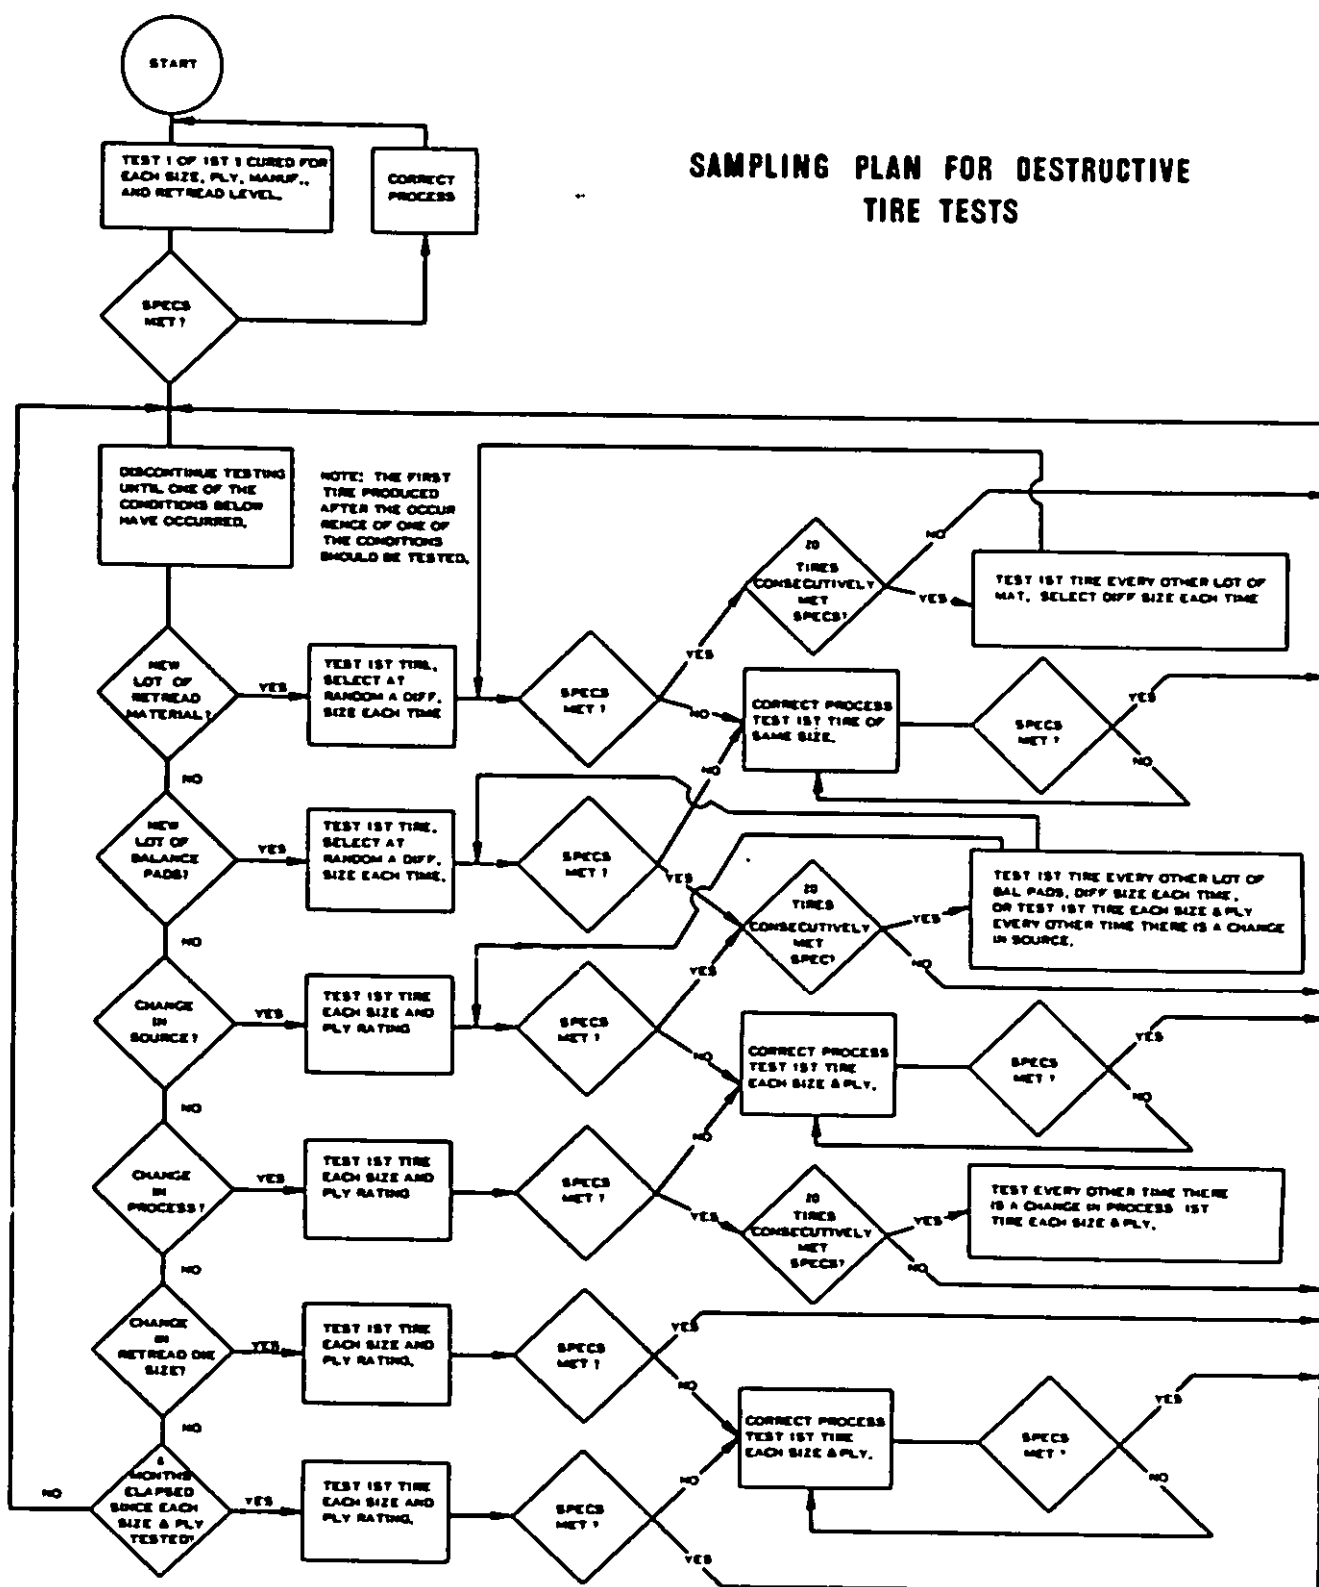 START
TEST 1 OF 1ST 1 CURED FOR
EACH SIZE, PLY, MANUF.,
AND RETREAD LEVEL.
CORRECT
PROCESS
SAMPLING PLAN FOR DESTRUCTIVE
TIRE TESTS
SPECS
MET?
DISCONTINUE TESTING
UNTIL ONE OF THE
CONDITIONS BELOW
HAVE OCCURRED.
NOTE: THE FIRST
TIRE PRODUCED
AFTER THE OCCUR
RENCE OF ONE OF
THE CONDITIONS
SHOULD BE TESTED.
NEW
LOT OF
RETREAD
MATERIAL?
YES
TEST 1ST TIRE.
SELECT AT
RANDOM A DIFF.
SIZE EACH TIME
SPECS
MET?
YES
NO
20
TIRES
CONSECUTIVELY
MET
SPECS?
NO
YES
TEST 1ST TIRE EVERY OTHER LOT OF
MAT. SELECT DIFF SIZE EACH TIME
CORRECT PROCESS
TEST 1ST TIRE OF
SAME SIZE.
SPECS
MET?
YES
NO
NO
NEW
LOT OF
BALANCE
PADS?
YES
TEST 1ST TIRE.
SELECT AT
RANDOM A DIFF.
SIZE EACH TIME.
SPECS
MET?
NO
YES
20
TIRES
CONSECUTIVELY
MET
SPEC?
YES
NO
TEST 1ST TIRE EVERY OTHER LOT OF
BAL PADS, DIFF SIZE EACH TIME.
OR TEST 1ST TIRE EACH SIZE & PLY
EVERY OTHER TIME THERE IS A CHANGE
IN SOURCE.
NO
CHANGE
IN
SOURCE?
YES
TEST 1ST TIRE
EACH SIZE AND
PLY RATING
SPECS
MET?
YES
NO
CORRECT PROCESS
TEST 1ST TIRE
EACH SIZE & PLY.
SPECS
MET?
YES
NO
NO
CHANGE
IN
PROCESS?
YES
TEST 1ST TIRE
EACH SIZE AND
PLY RATING
SPECS
MET?
NO
YES
20
TIRES
CONSECUTIVELY
MET
SPECS?
YES
NO
TEST EVERY OTHER TIME THERE
IS A CHANGE IN PROCESS 1ST
TIRE EACH SIZE & PLY.
NO
CHANGE
IN
RETREAD DIE
SIZE?
YES
TEST 1ST TIRE
EACH SIZE AND
PLY RATING.
SPECS
MET?
YES
NO
CORRECT PROCESS
TEST 1ST TIRE
EACH SIZE & PLY.
SPECS
MET?
YES
NO
NO
MONTHS
ELAPSED
SINCE EACH
SIZE & PLY
TESTED?
NO
YES
TEST 1ST TIRE
EACH SIZE AND
PLY RATING.
SPECS
MET?
NO
YES